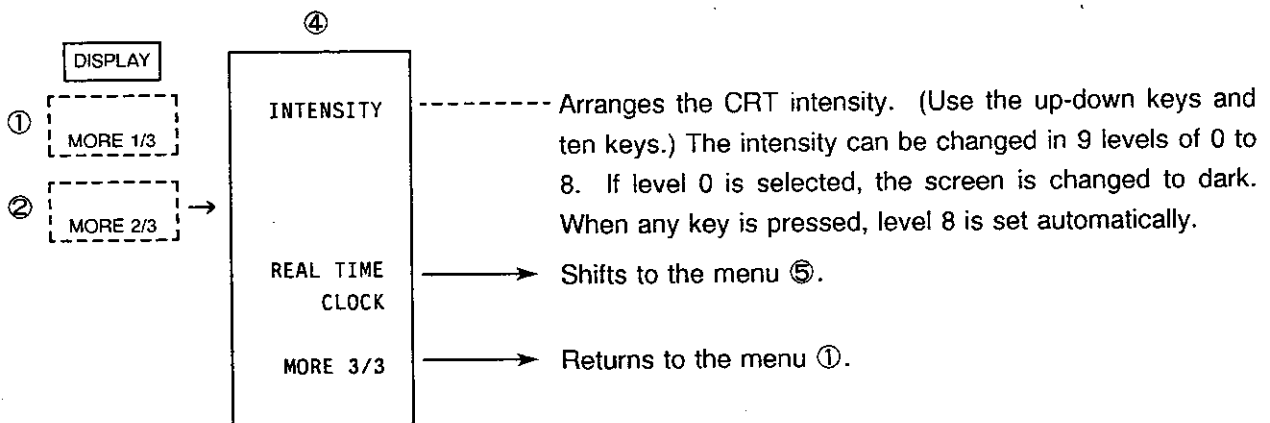 ④
DISPLAY
① MORE 1/3
② MORE 2/3 →
INTENSITY
Arranges the CRT intensity. (Use the up-down keys and
ten keys.) The intensity can be changed in 9 levels of 0 to
8. If level 0 is selected, the screen is changed to dark.
When any key is pressed, level 8 is set automatically.
REAL TIME
CLOCK
Shifts to the menu ⑤.
MORE 3/3
Returns to the menu ①.